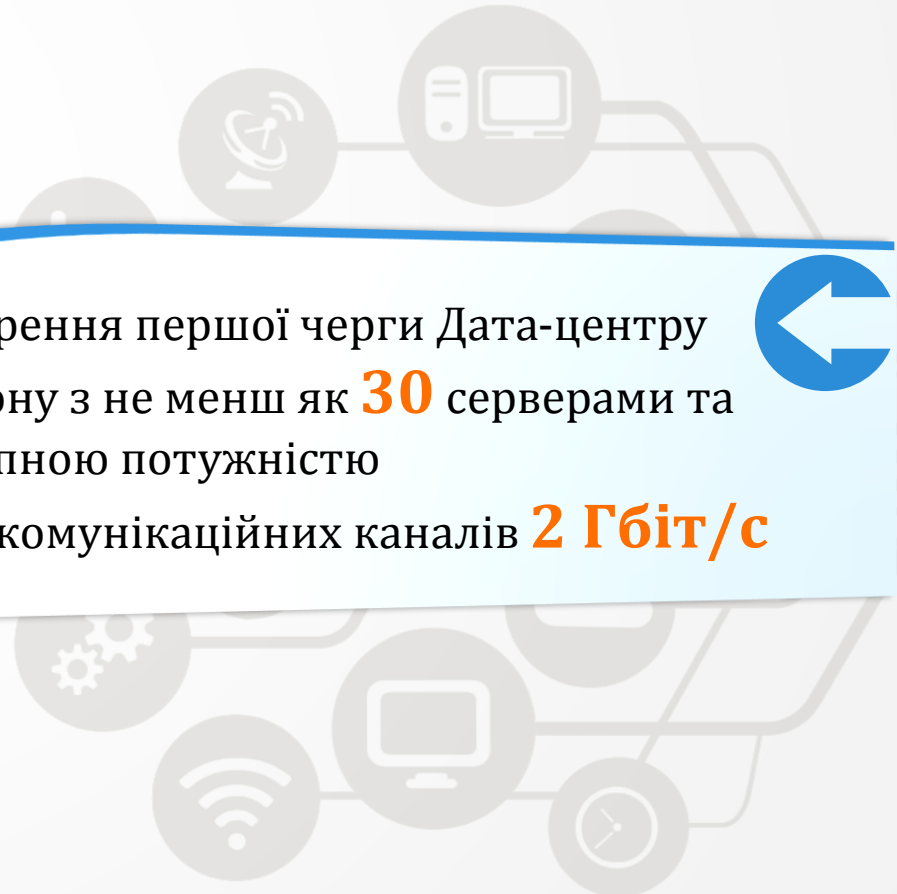 рення першої черги Дата-центру
ону з не менш як 30 серверами та
пною потужністю
комунікаційних каналів 2 Гбіт/с